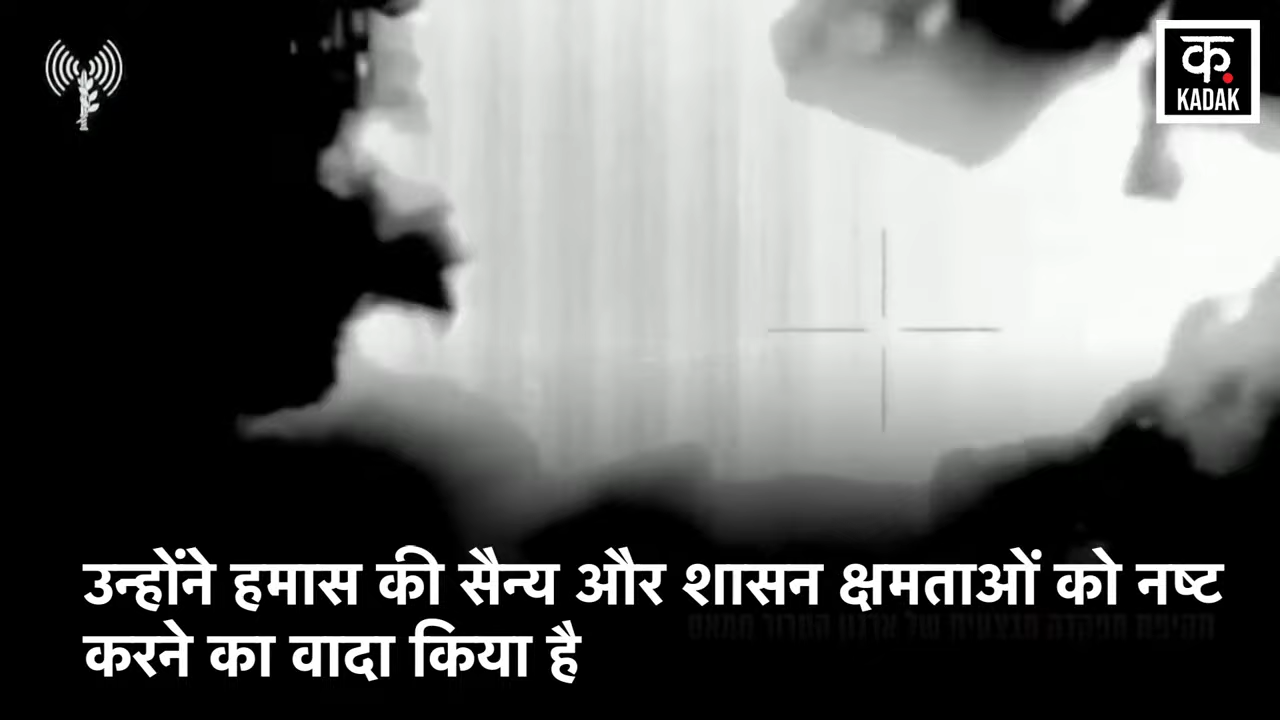 क
KADAK
उन्होंने हमास की सैन्य और शासन क्षमताओं को नष्ट
करने का वादा किया है